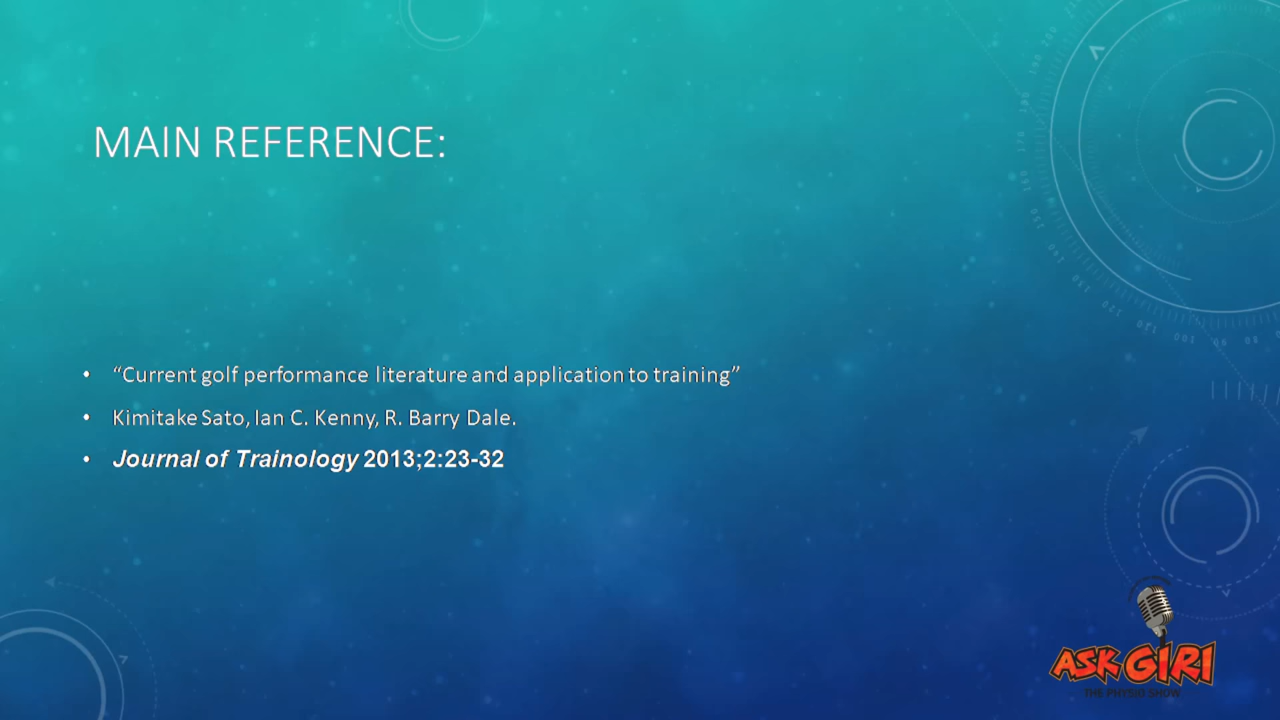 MAIN REFERENCE:
• “Current golf performance literature and application to training”
• Kimitake Sato, Ian C. Kenny, R. Barry Dale.
• Journal of Trainology 2013;2:23-32
ASK GIRI
THE PHYSIO SHOW